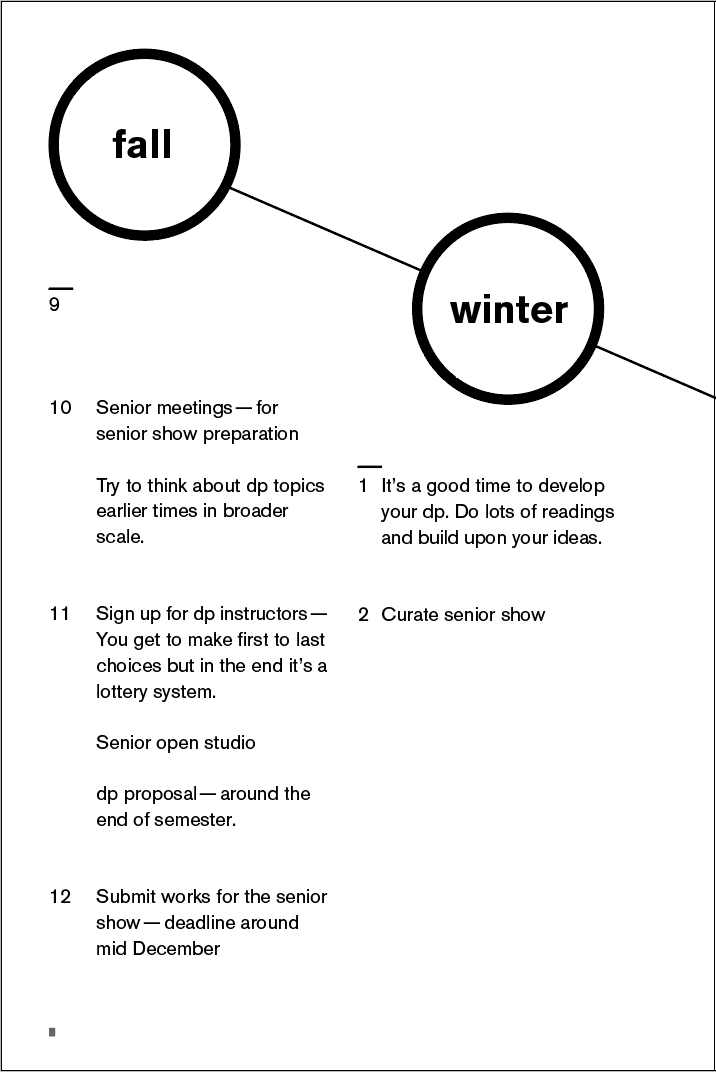 fall
winter
9
10 Senior meetings — for
senior show preparation
Try to think about dp topics
earlier times in broader
scale.
11 Sign up for dp instructors —
You get to make first to last
choices but in the end it’s a
lottery system.
Senior open studio
dp proposal — around the
end of semester.
12 Submit works for the senior
show — deadline around
mid December
1 It’s a good time to develop
your dp. Do lots of readings
and build upon your ideas.
2 Curate senior show